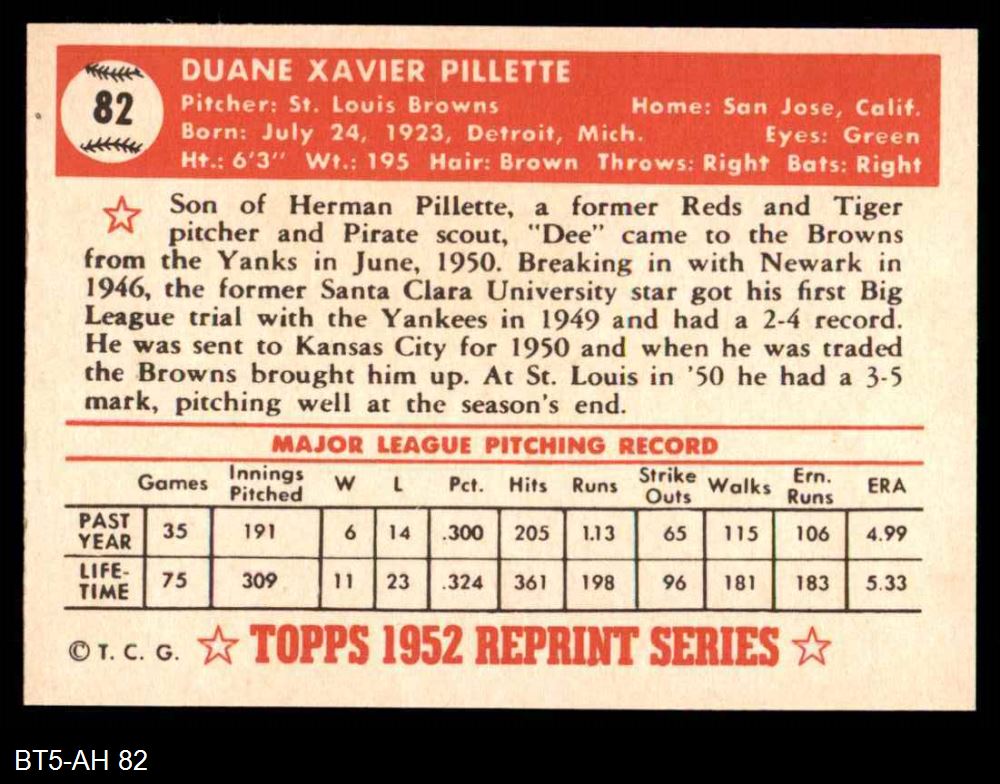 82
DUANE XAVIER PILLETTE
Pitcher: St. Louis Browns Home: San Jose, Calif.
Born: July 24, 1923, Detroit, Mich. Eyes: Green
Ht.: 6'3" Wt.: 195 Hair: Brown Throws: Right Bats: Right
Son of Herman Pillette, a former Reds and Tiger
pitcher and Pirate scout, "Dee" came to the Browns
from the Yanks in June, 1950. Breaking in with Newark in
1946, the former Santa Clara University star got his first Big
League trial with the Yankees in 1949 and had a 2-4 record.
He was sent to Kansas City for 1950 and when he was traded
the Browns brought him up. At St. Louis in '50 he had a 3-5
mark, pitching well at the season's end.
MAJOR LEAGUE PITCHING RECORD
Games Innings Pitched W L Pct. Hits Runs Strike Outs Walks Ern. Runs ERA
PAST YEAR 35 191 6 14 .300 205 1.13 65 115 106 4.99
LIFE-TIME 75 309 11 23 .324 361 198 96 181 183 5.33
© T. C. G. ☆ TOPPS 1952 REPRINT SERIES ☆
BT5-AH 82